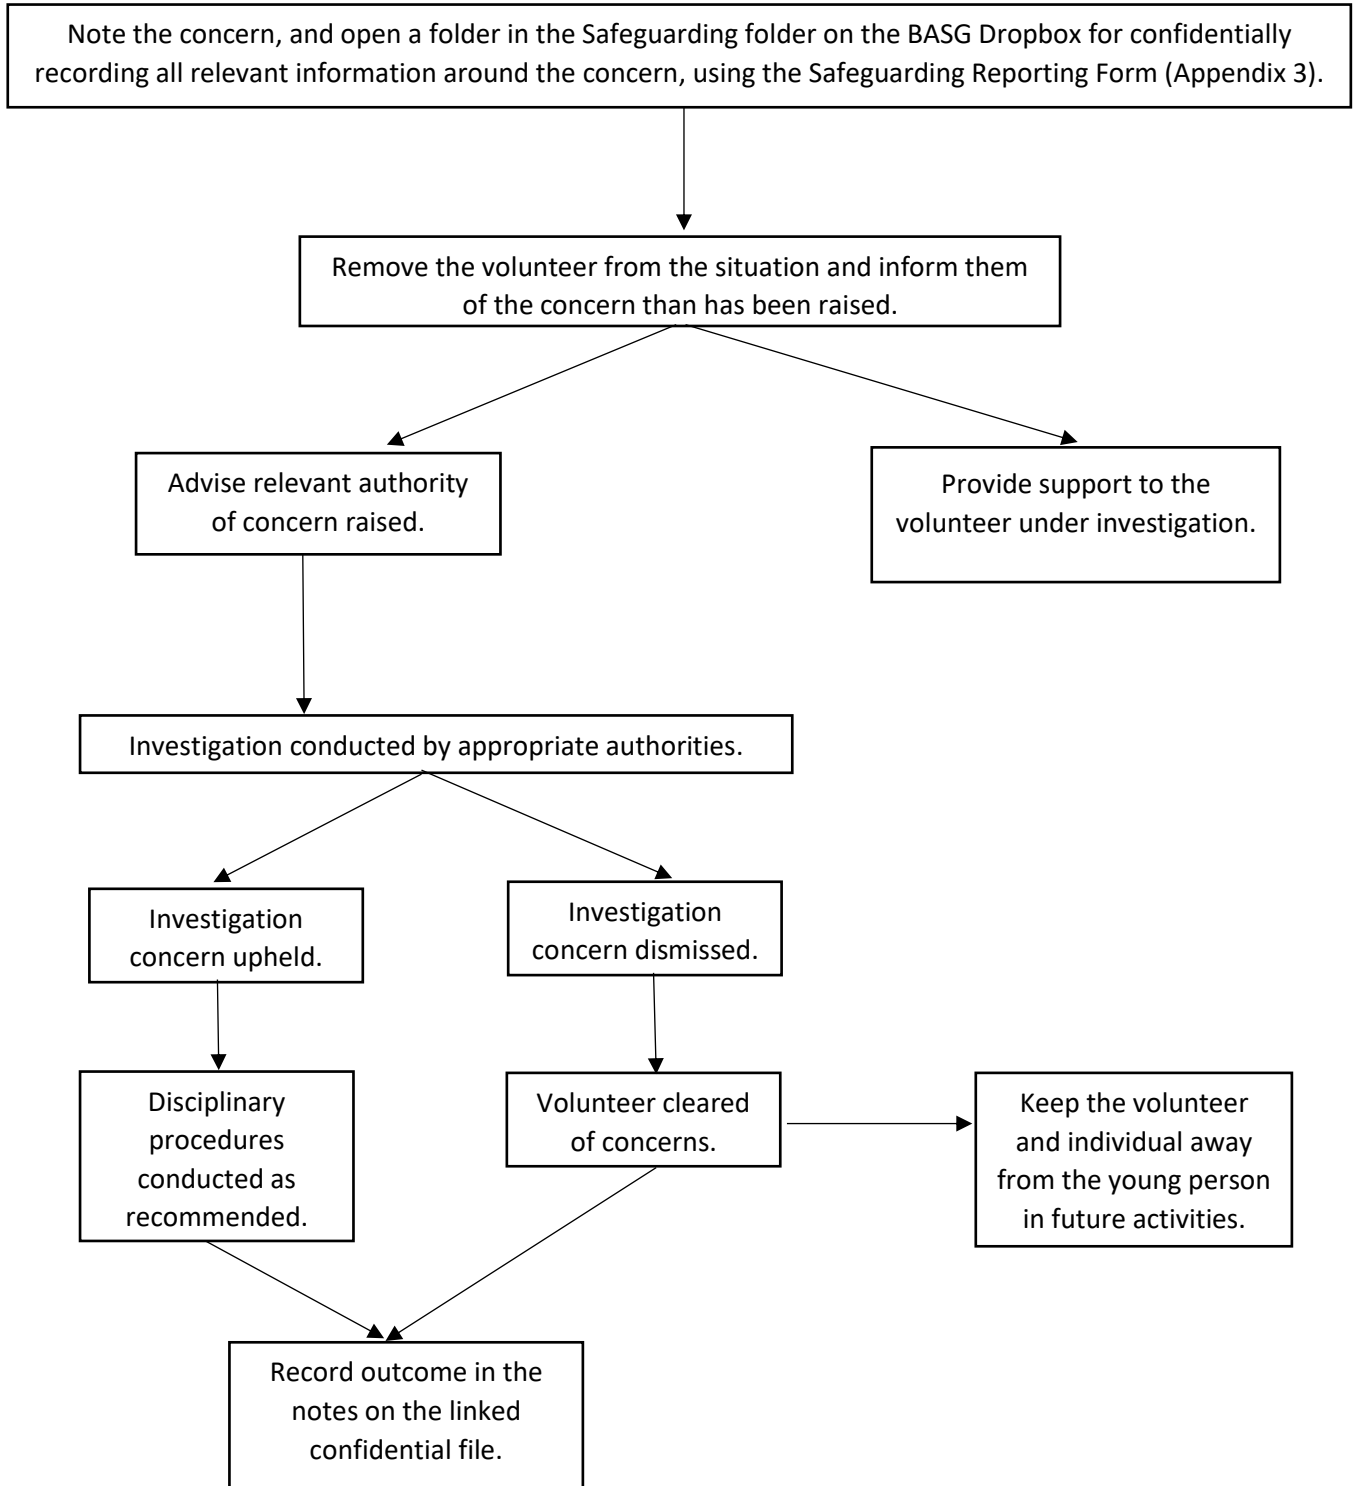 Note the concern, and open a folder in the Safeguarding folder on the BASG Dropbox for confidentially
recording all relevant information around the concern, using the Safeguarding Reporting Form (Appendix 3).
Remove the volunteer from the situation and inform them
of the concern than has been raised.
Advise relevant authority
of concern raised.
Provide support to the
volunteer under investigation.
Investigation conducted by appropriate authorities.
Investigation
concern upheld.
Investigation
concern dismissed.
Disciplinary
procedures
conducted as
recommended.
Volunteer cleared
of concerns.
Keep the volunteer
and individual away
from the young person
in future activities.
Record outcome in the
notes on the linked
confidential file.